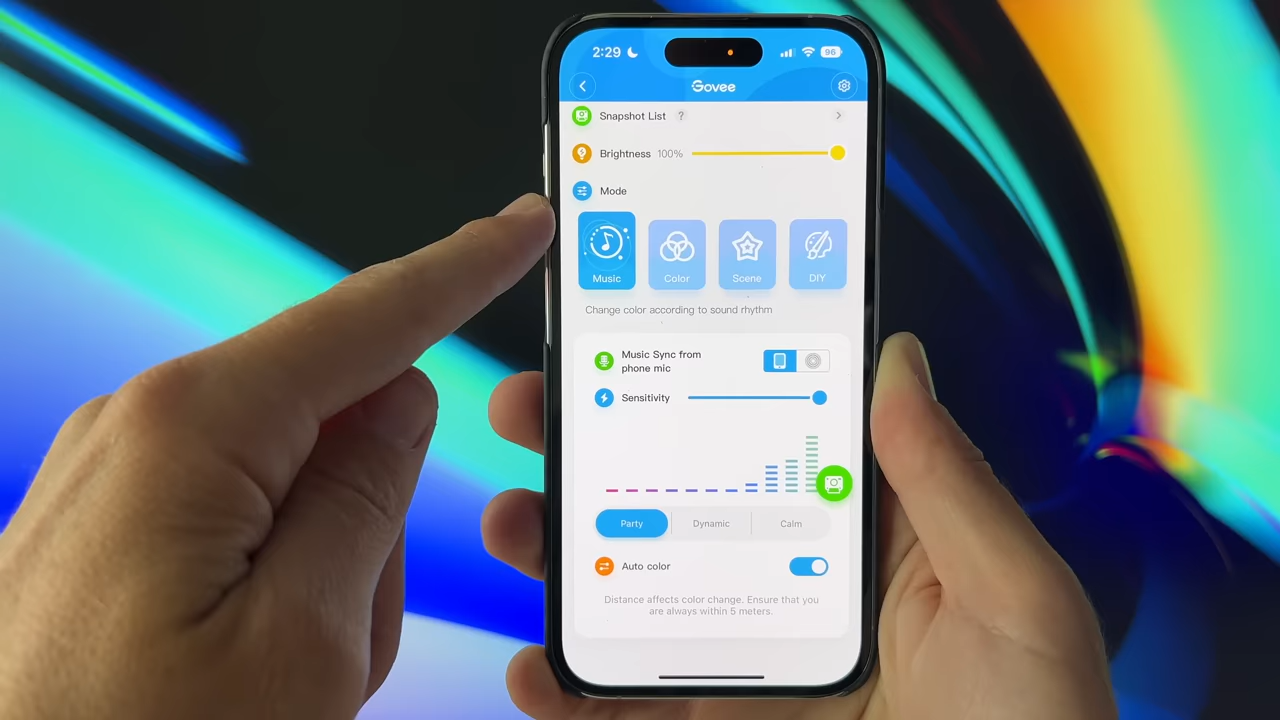 2:29
96
Govee
Snapshot List ?
Brightness 100%
Mode
Music
Color
Scene
DIY
Change color according to sound rhythm
Music Sync from
phone mic
Sensitivity
Party
Dynamic
Calm
Auto color
Distance affects color change. Ensure that you
are always within 5 meters.